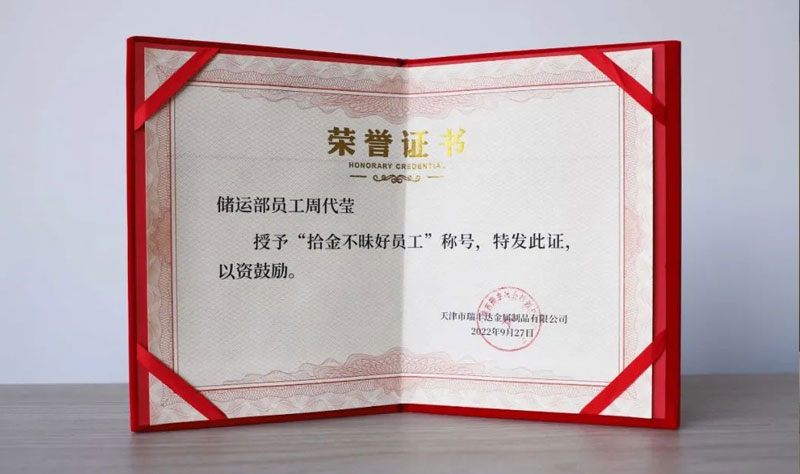 荣誉证书
HONORARY CREDENTIAL
储运部员工周代莹
授予“拾金不昧好员工”称号，特发此证，
以资鼓励。
天津市瑞丰达金属制品有限公司
2022年9月27日